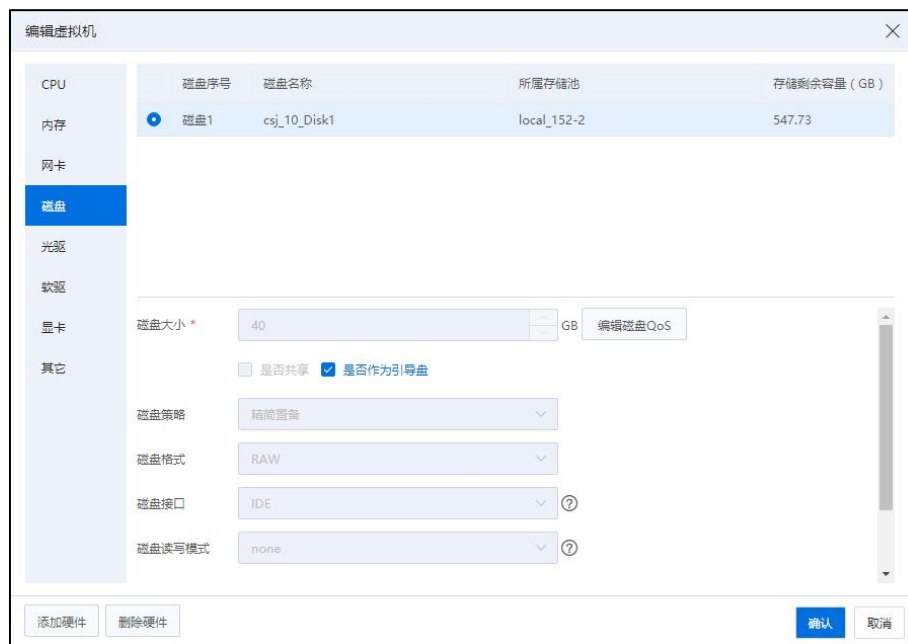 编辑虚拟机
CPU
内存
网卡
磁盘
光驱
软驱
显卡
其它
磁盘序号 磁盘名称 所属存储池 存储剩余容量（GB）
磁盘1 csj_10_Disk1 local_152-2 547.73
磁盘大小 * 40 GB 编辑磁盘QoS
是否共享 是否作为引导盘
磁盘策略 精简置备
磁盘格式 RAW
磁盘接口 IDE ?
磁盘读写模式 none ?
添加硬件 删除硬件 确认 取消